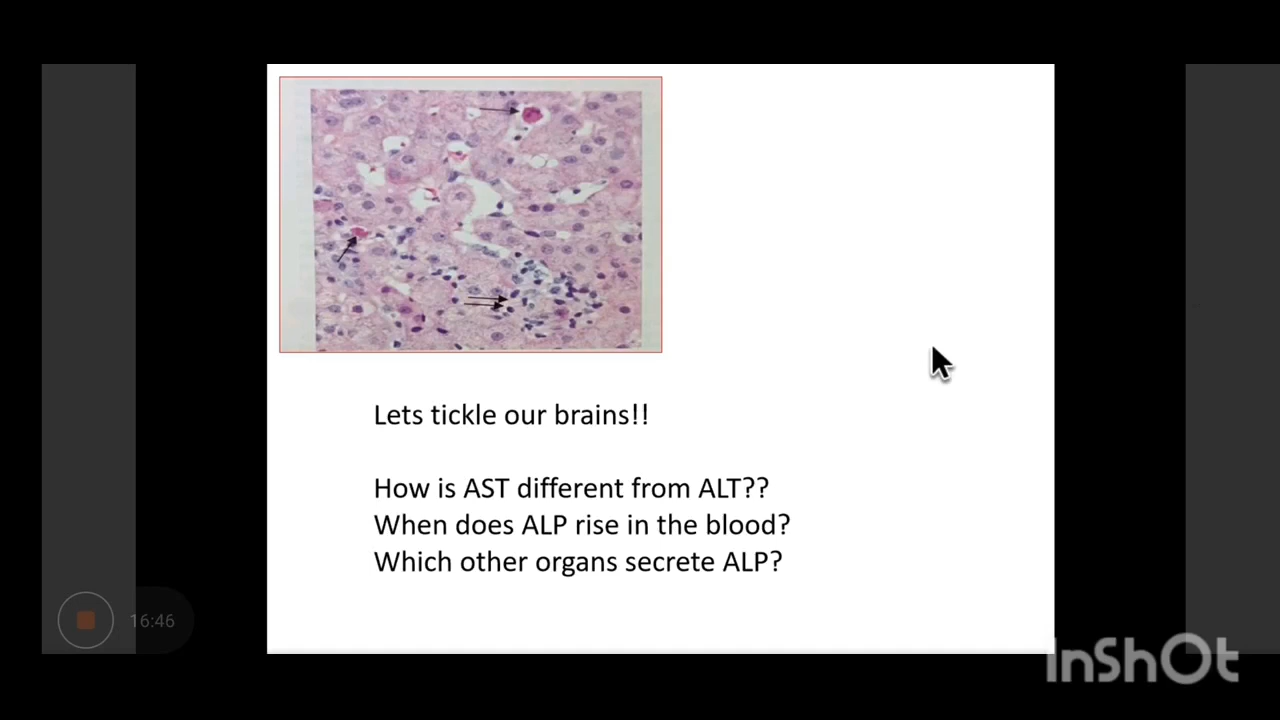 Lets tickle our brains!!
How is AST different from ALT??
When does ALP rise in the blood?
Which other organs secrete ALP?
16:46
InShOt